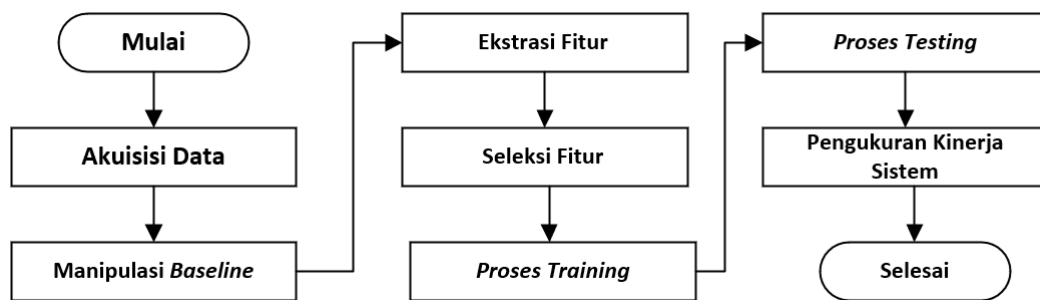 Mulai
Akuisisi Data
Manipulasi Baseline
Ekstrasi Fitur
Seleksi Fitur
Proses Training
Proses Testing
Pengukuran Kinerja
Sistem
Selesai